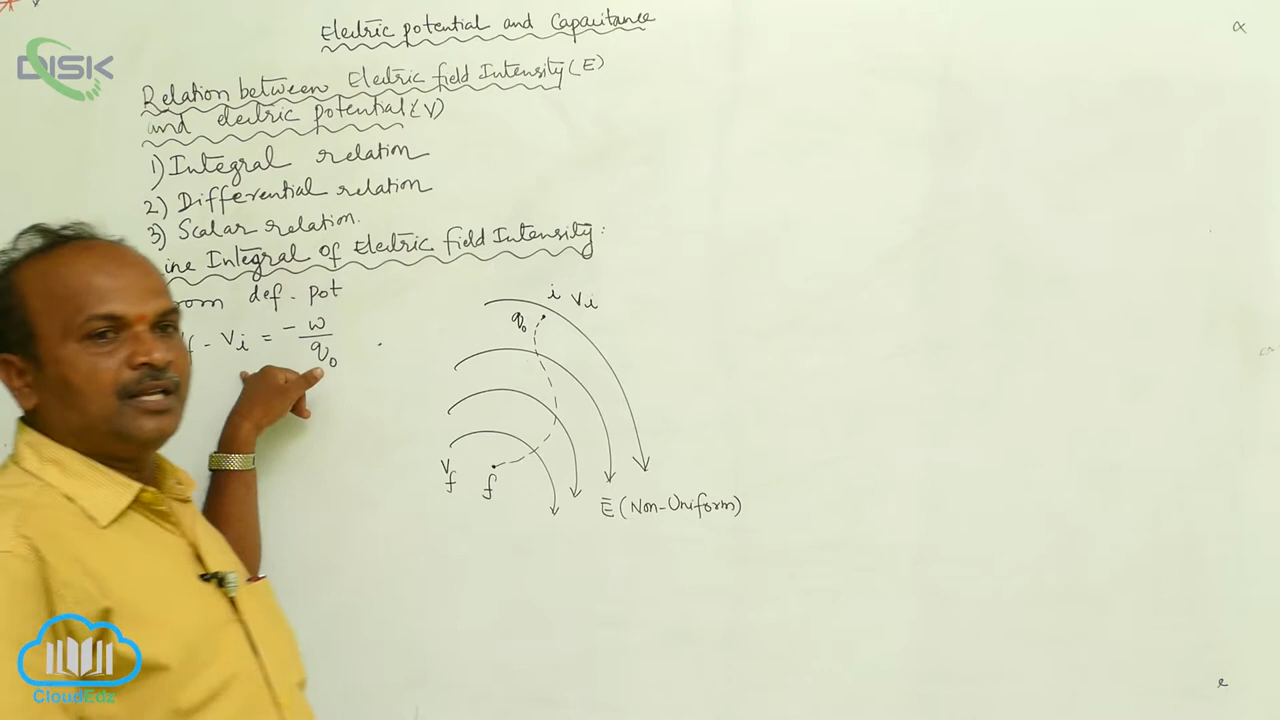 Electric potential and Capacitance
DISK
Relation between Electric field Intensity (E)
and electric potential (V)
1) Integral relation
2) Differential relation
3) Scalar relation.
ine Integral of Electric field Intensity:
rom def. pot
f - Vi = - w / q0
i Vi
q0
Vf f
E̅ (Non-Uniform)
CloudEdz